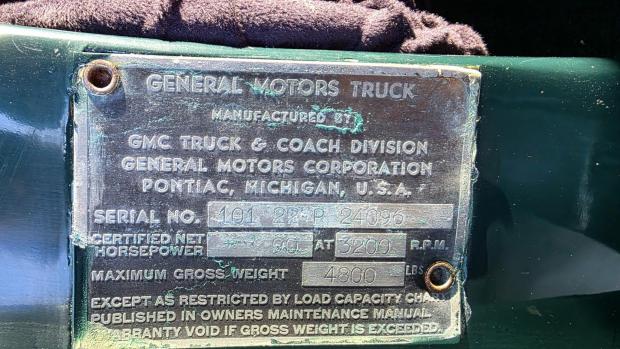 GENERAL MOTORS TRUCK
MANUFACTURED BY
GMC TRUCK & COACH DIVISION
GENERAL MOTORS CORPORATION
PONTIAC, MICHIGAN, U.S.A.
SERIAL NO. 101 22 P 24096
CERTIFIED NET HORSEPOWER 90 AT 3200 R.P.M.
MAXIMUM GROSS WEIGHT 4800 LBS.
EXCEPT AS RESTRICTED BY LOAD CAPACITY
PUBLISHED IN OWNERS MAINTENANCE MANUAL
WARRANTY VOID IF GROSS WEIGHT IS EXCEEDED